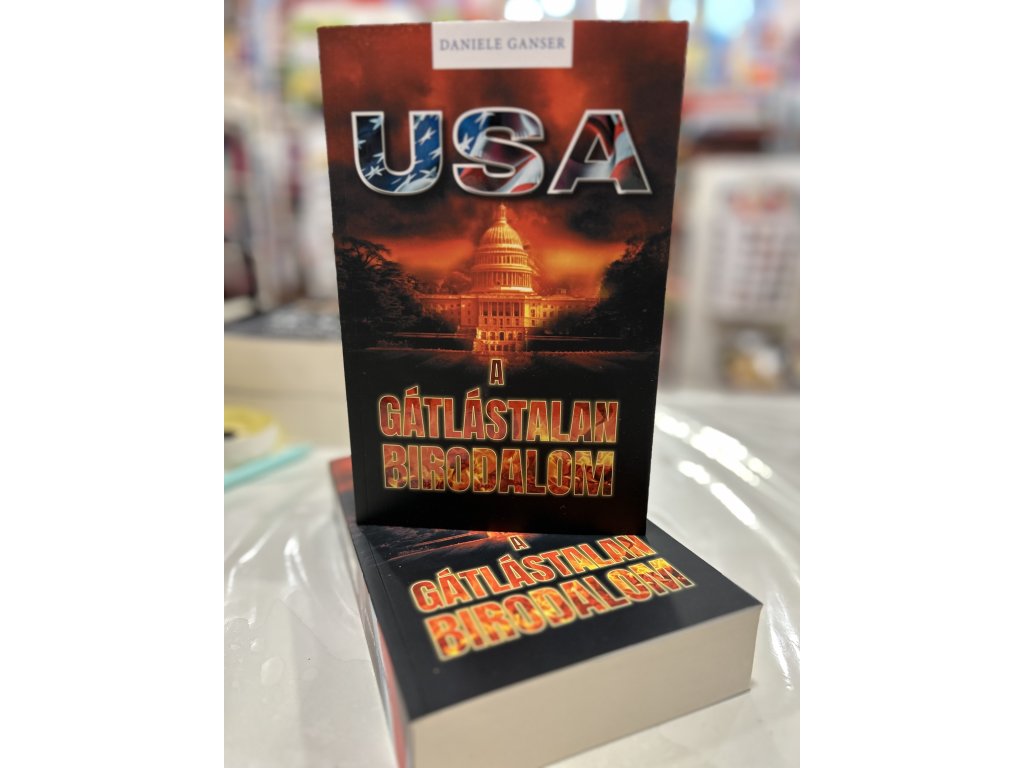 DANIELE GANSER
USA
A
GÁTLÁSTALAN
BIRODALOM
A
GÁTLÁSTALAN
BIRODALOM